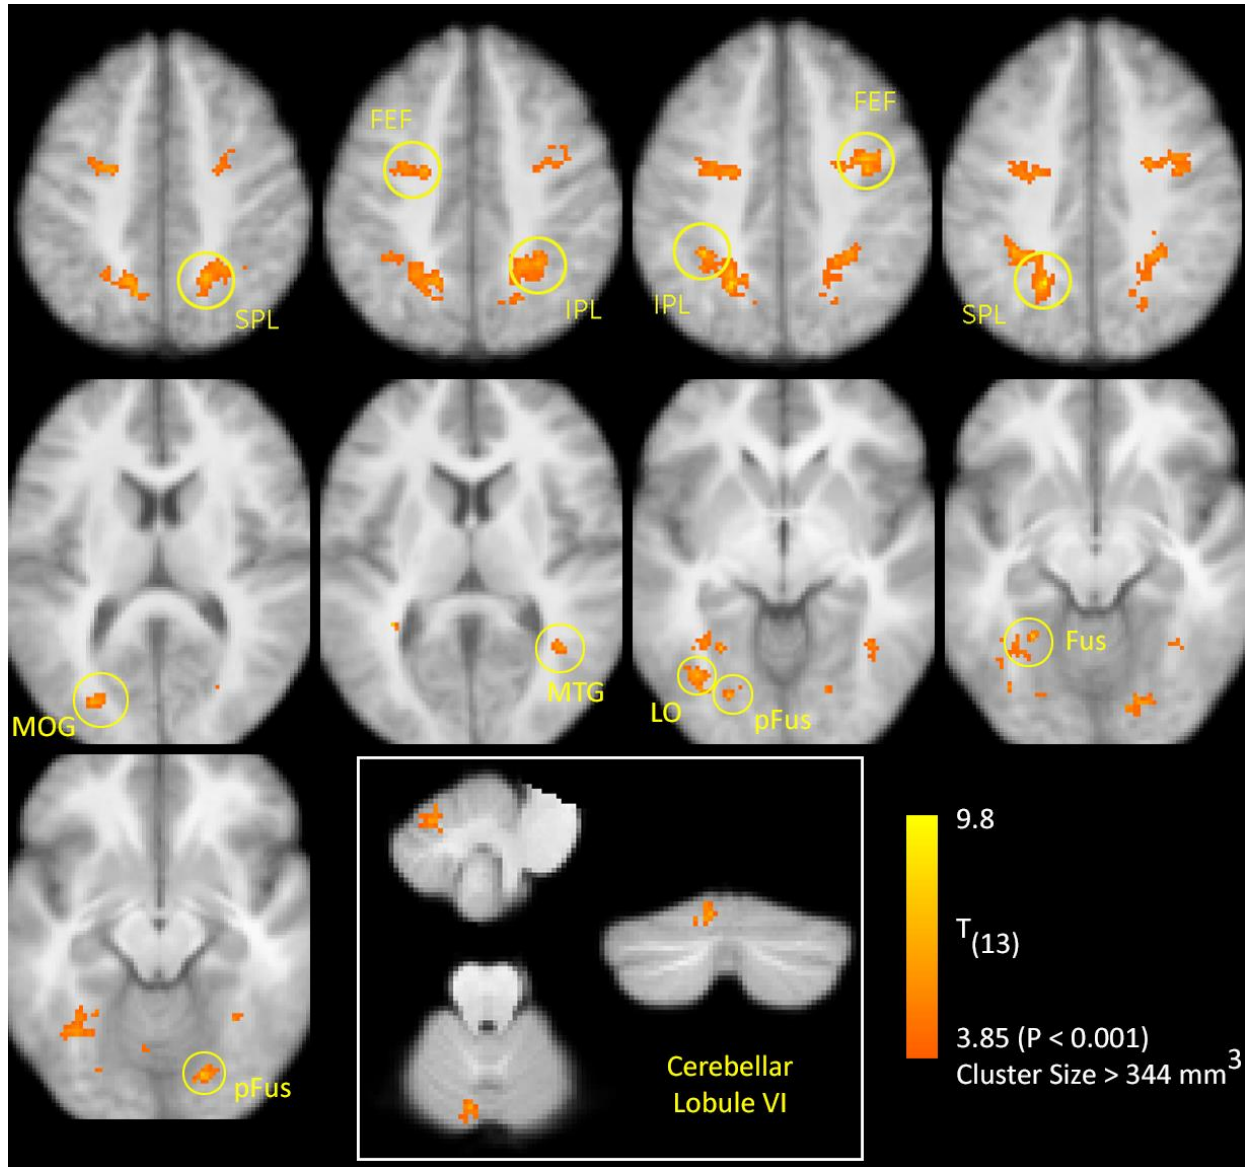 FEF
FEF
SPL
IPL
IPL
SPL
MOG
MTG
LO
pFus
Fus
pFus
Cerebellar
Lobule VI
9.8
T(13)
3.85 (P < 0.001)
Cluster Size > 344 mm³